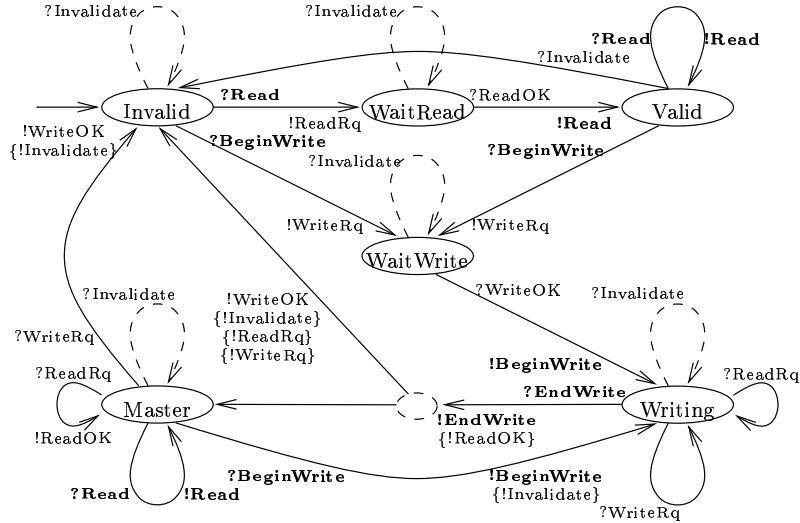 ?Invalidate
?Invalidate
?Read
!Read
?Invalidate
?Read
?ReadOK
Invalid
WaitRead
Valid
!ReadRq
!Read
!WriteOK
{!Invalidate}
?BeginWrite
?BeginWrite
?Invalidate
!WriteRq
!WriteRq
WaitWrite
?WriteOK
?Invalidate
!WriteOK
{!Invalidate}
{!ReadRq}
{!WriteRq}
?Invalidate
?WriteRq
!BeginWrite
?ReadRq
?EndWrite
?ReadRq
Master
Writing
!EndWrite
{!ReadOK}
!ReadOK
?BeginWrite
!BeginWrite
{!Invalidate}
?Read
!Read
?WriteRq